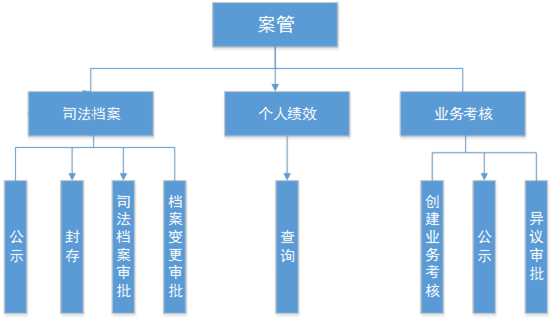 案管
司法档案
个人绩效
业务考核
公示
封存
司法档案审批
档案变更审批
查询
创建业务考核
公示
异议审批